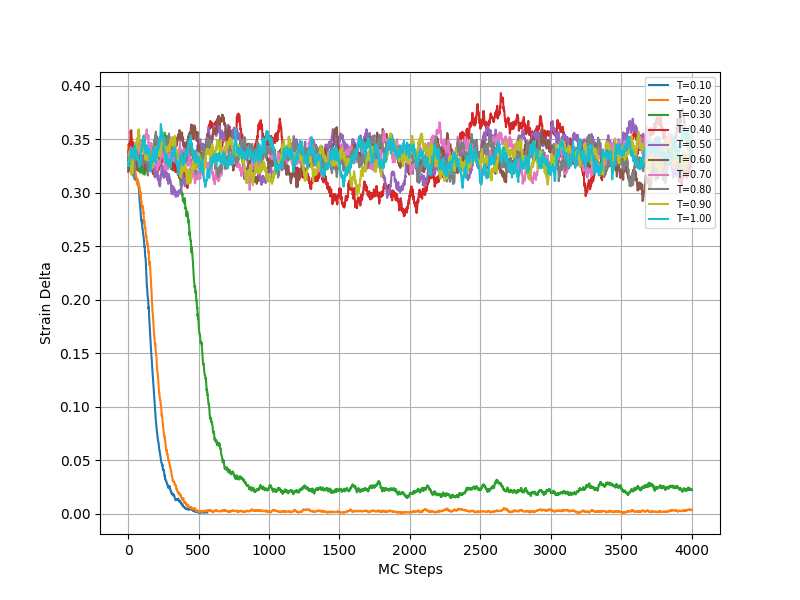 0.40
0.35
0.30
0.25
0.20
0.15
0.10
0.05
0.00
Strain Delta
0
500
1000
1500
2000
2500
3000
3500
4000
MC Steps
T=0.10
T=0.20
T=0.30
T=0.40
T=0.50
T=0.60
T=0.70
T=0.80
T=0.90
T=1.00